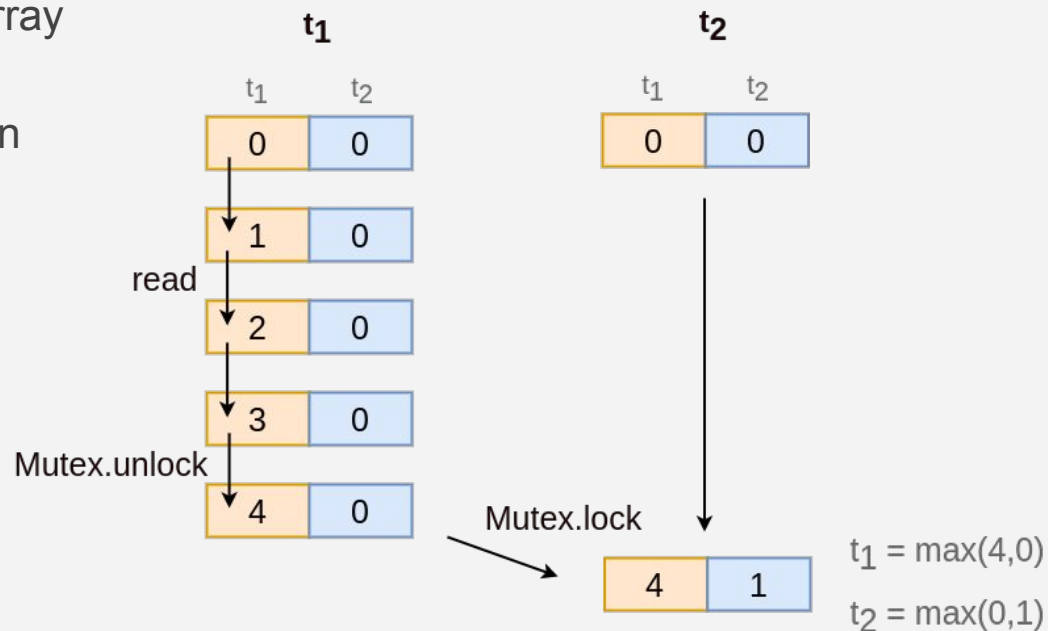 rray
n
t1 t2
t1 t2 t1 t2
0 0 0 0
1 0
read
2 0
3 0
Mutex.unlock
4 0
Mutex.lock
4 1
t1 = max(4,0)
t2 = max(0,1)